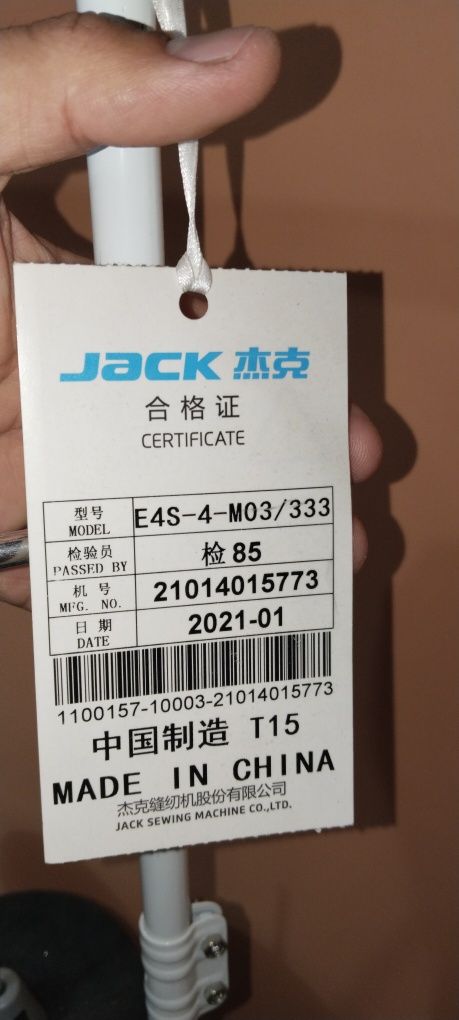 JACK 杰克
合格证
CERTIFICATE
型号 E4S-4-M03/333
MODEL
检验员 检85
PASSED BY
机 号 21014015773
MFG. NO.
日 期 2021-01
DATE
1100157-10003-21014015773
中国制造 T15
MADE IN CHINA
杰克缝纫机股份有限公司
JACK SEWING MACHINE CO.,LTD.